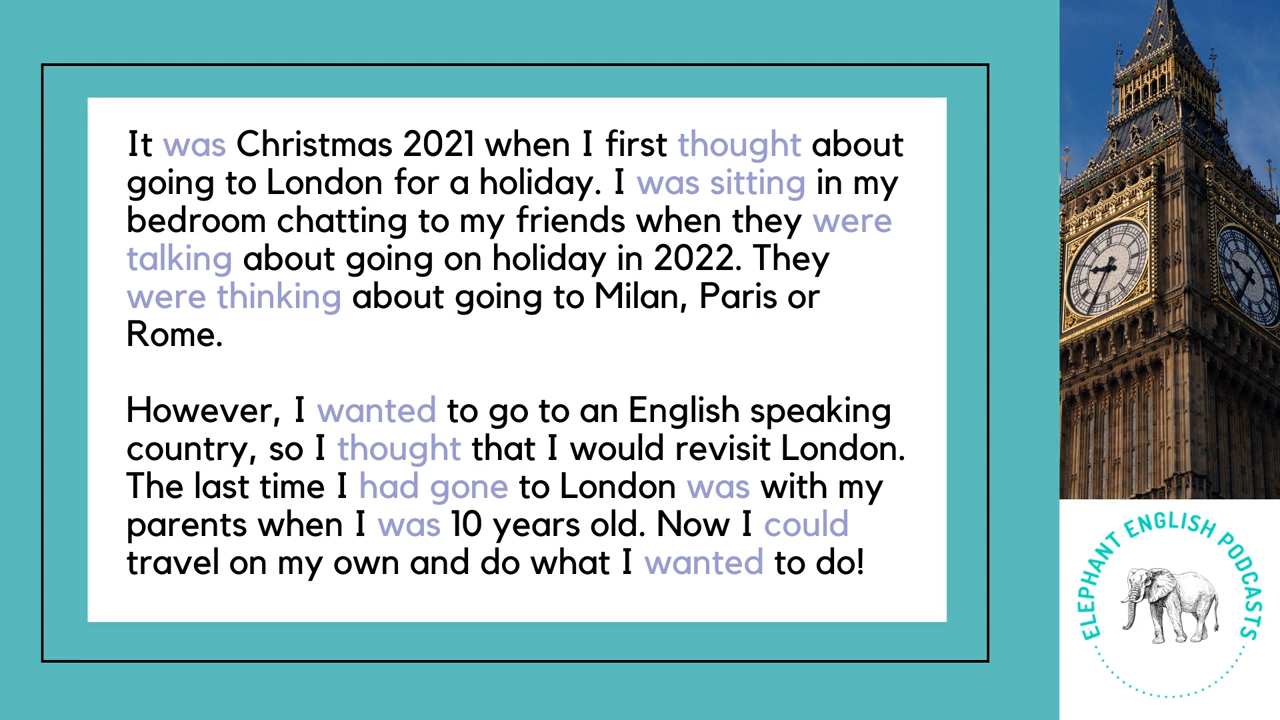 It was Christmas 2021 when I first thought about
going to London for a holiday. I was sitting in my
bedroom chatting to my friends when they were
talking about going on holiday in 2022. They
were thinking about going to Milan, Paris or
Rome.
However, I wanted to go to an English speaking
country, so I thought that I would revisit London.
The last time I had gone to London was with my
parents when I was 10 years old. Now I could
travel on my own and do what I wanted to do!
ELEPHANT ENGLISH PODCASTS